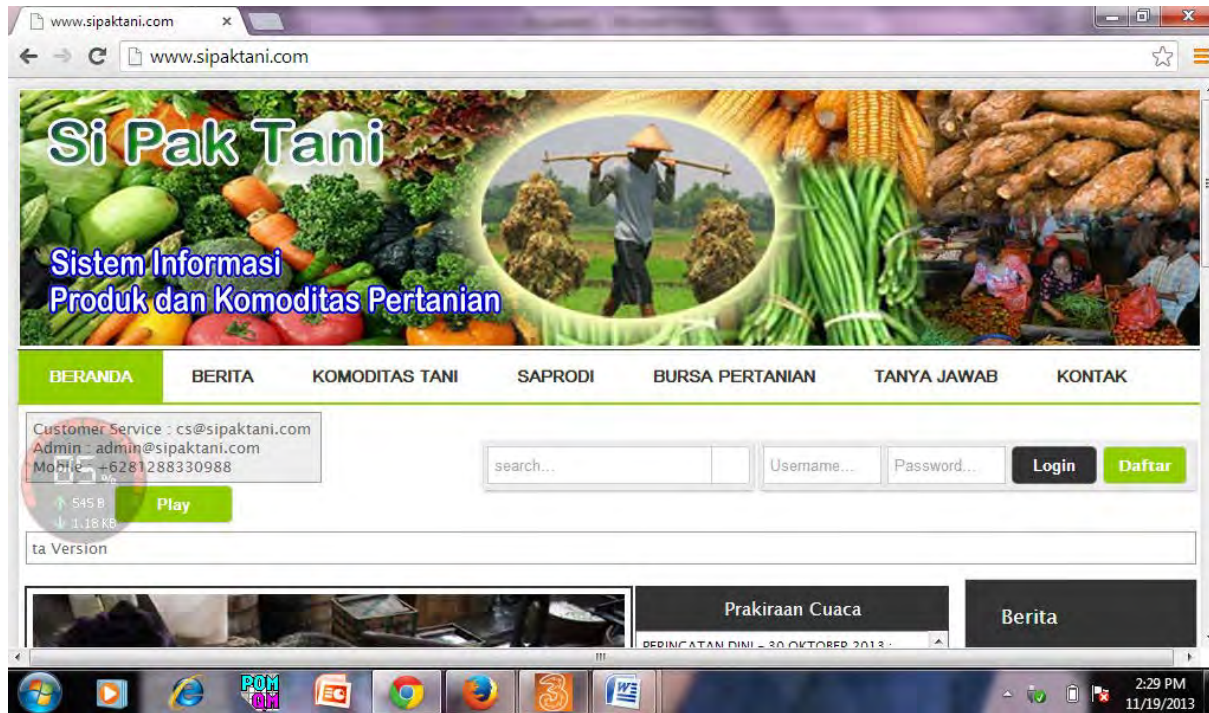 www.sipaktani.com
www.sipaktani.com
Si Pak Tani
Sistem Informasi
Produk dan Komoditas Pertanian
BERANDA BERITA KOMODITAS TANI SAPRODI BURSA PERTANIAN TANYA JAWAB KONTAK
Customer Service : cs@sipaktani.com
Admin : admin@sipaktani.com
Mobile : +6281288330988
search... Username... Password... Login Daftar
05 %
545 B
1.18 KB
Play
ta Version
Prakiraan Cuaca
Berita
PERINGATAN DINI - 30 OKTOBER 2013 :
POM
QM
2:29 PM
11/19/2013